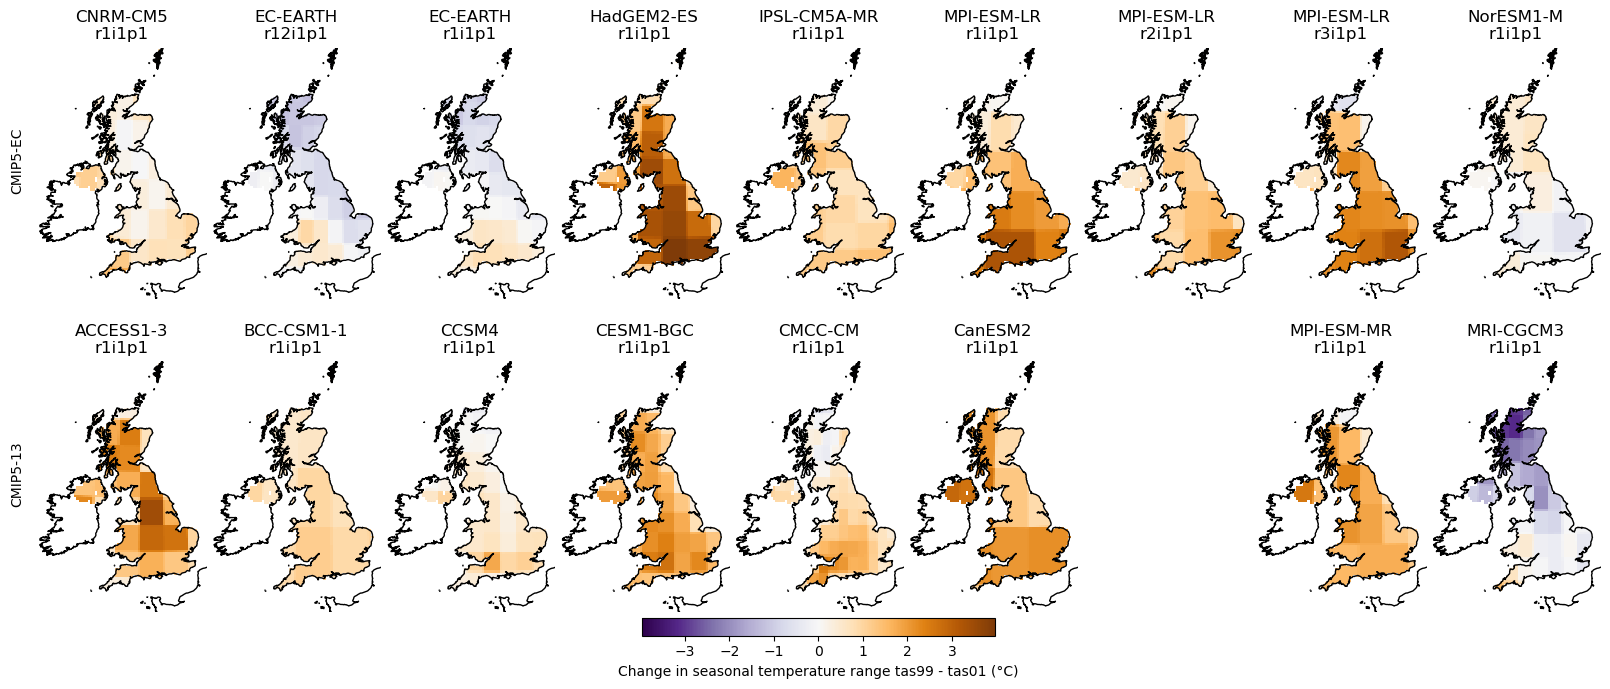 CNRM-CM5
r1i1p1
EC-EARTH
r12i1p1
EC-EARTH
r1i1p1
HadGEM2-ES
r1i1p1
IPSL-CM5A-MR
r1i1p1
MPI-ESM-LR
r1i1p1
MPI-ESM-LR
r2i1p1
MPI-ESM-LR
r3i1p1
NorESM1-M
r1i1p1
CMIP5-EC
ACCESS1-3
r1i1p1
BCC-CSM1-1
r1i1p1
CCSM4
r1i1p1
CESM1-BGC
r1i1p1
CMCC-CM
r1i1p1
CanESM2
r1i1p1
MPI-ESM-MR
r1i1p1
MRI-CGCM3
r1i1p1
CMIP5-13
−3 −2 −1 0 1 2 3
Change in seasonal temperature range tas99 - tas01 (°C)